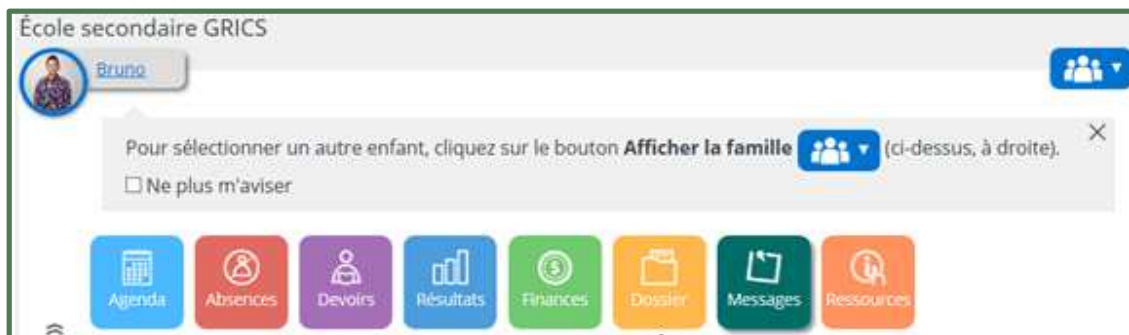 École secondaire GRICS
Bruno
Pour sélectionner un autre enfant, cliquez sur le bouton Afficher la famille (ci-dessus, à droite).
Ne plus m'aviser
Agenda Absences Devoirs Résultats Finances Dossier Messages Ressources